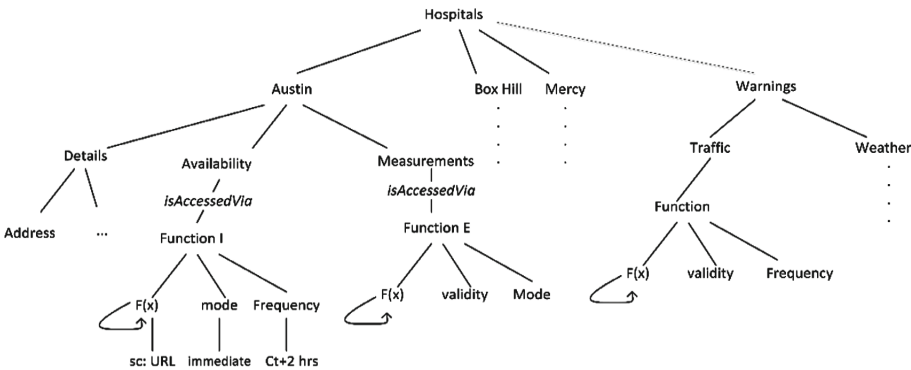 Hospitals
Austin
Box Hill
Mercy
Warnings
Details
Availability
Measurements
Traffic
Weather
isAccessedVia
isAccessedVia
Address
...
Function I
Function E
Function
F(x)
mode
Frequency
F(x)
validity
Mode
F(x)
validity
Frequency
sc: URL
immediate
Ct+2 hrs